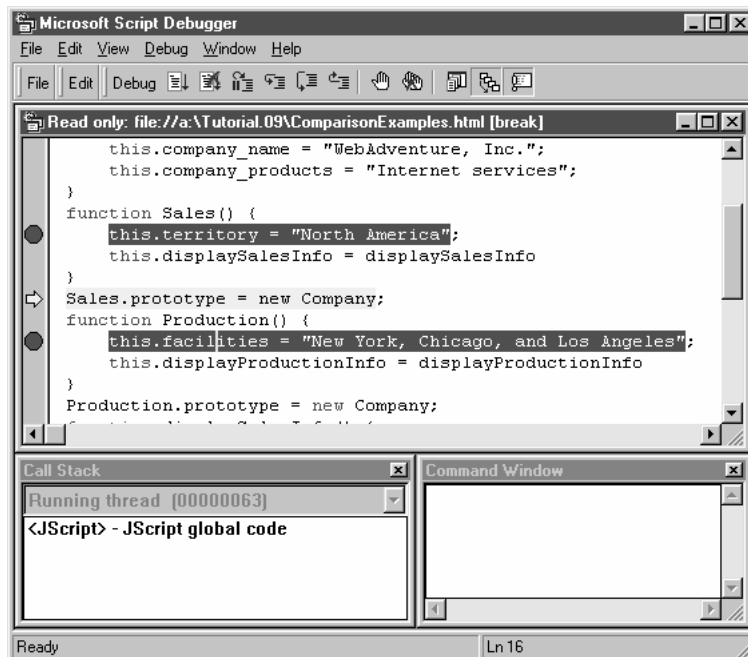 Microsoft Script Debugger
File Edit View Debug Window Help
File Edit Debug
Read only: file://a:\Tutorial.09\ComparisonExamples.html [break]
this.company_name = "WebAdventure, Inc.";
this.company_products = "Internet services";
}
function Sales() {
this.territory = "North America";
this.displaySalesInfo = displaySalesInfo
}
Sales.prototype = new Company;
function Production() {
this.facilities = "New York, Chicago, and Los Angeles";
this.displayProductionInfo = displayProductionInfo
}
Production.prototype = new Company;
Call Stack
Running thread (00000063)
<JScript> - JScript global code
Command Window
Ready
Ln 16